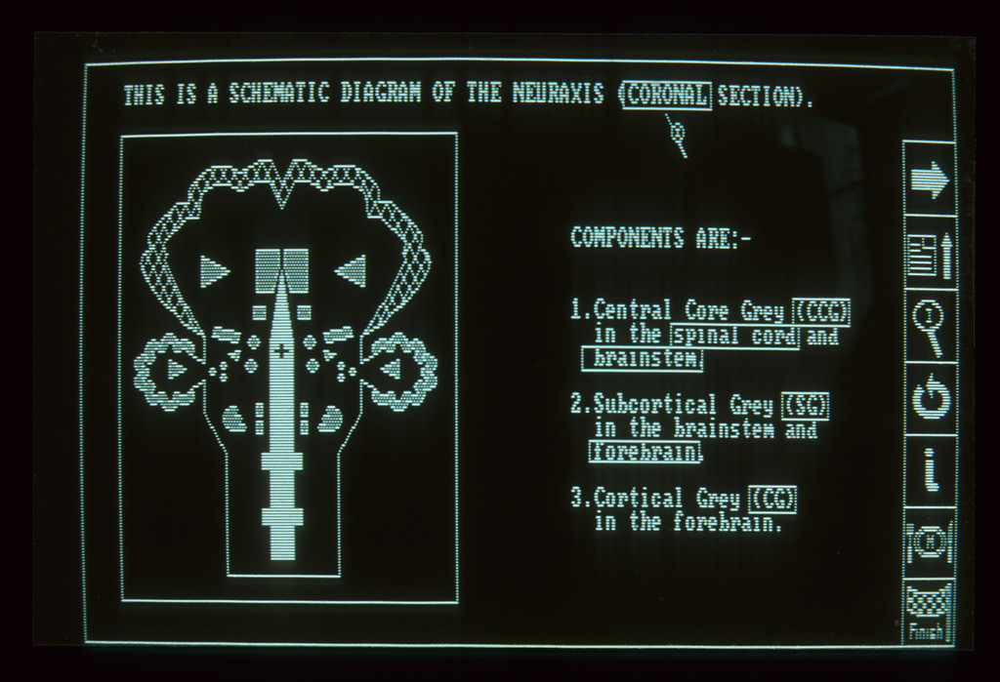 THIS IS A SCHEMATIC DIAGRAM OF THE NEURAXIS (CORONAL SECTION).
COMPONENTS ARE:-
1.Central Core Grey (CCG)
in the spinal cord and
brainstem.
2.Subcortical Grey (SG)
in the brainstem and
forebrain.
3.Cortical Grey (CG)
in the forebrain.
Finish